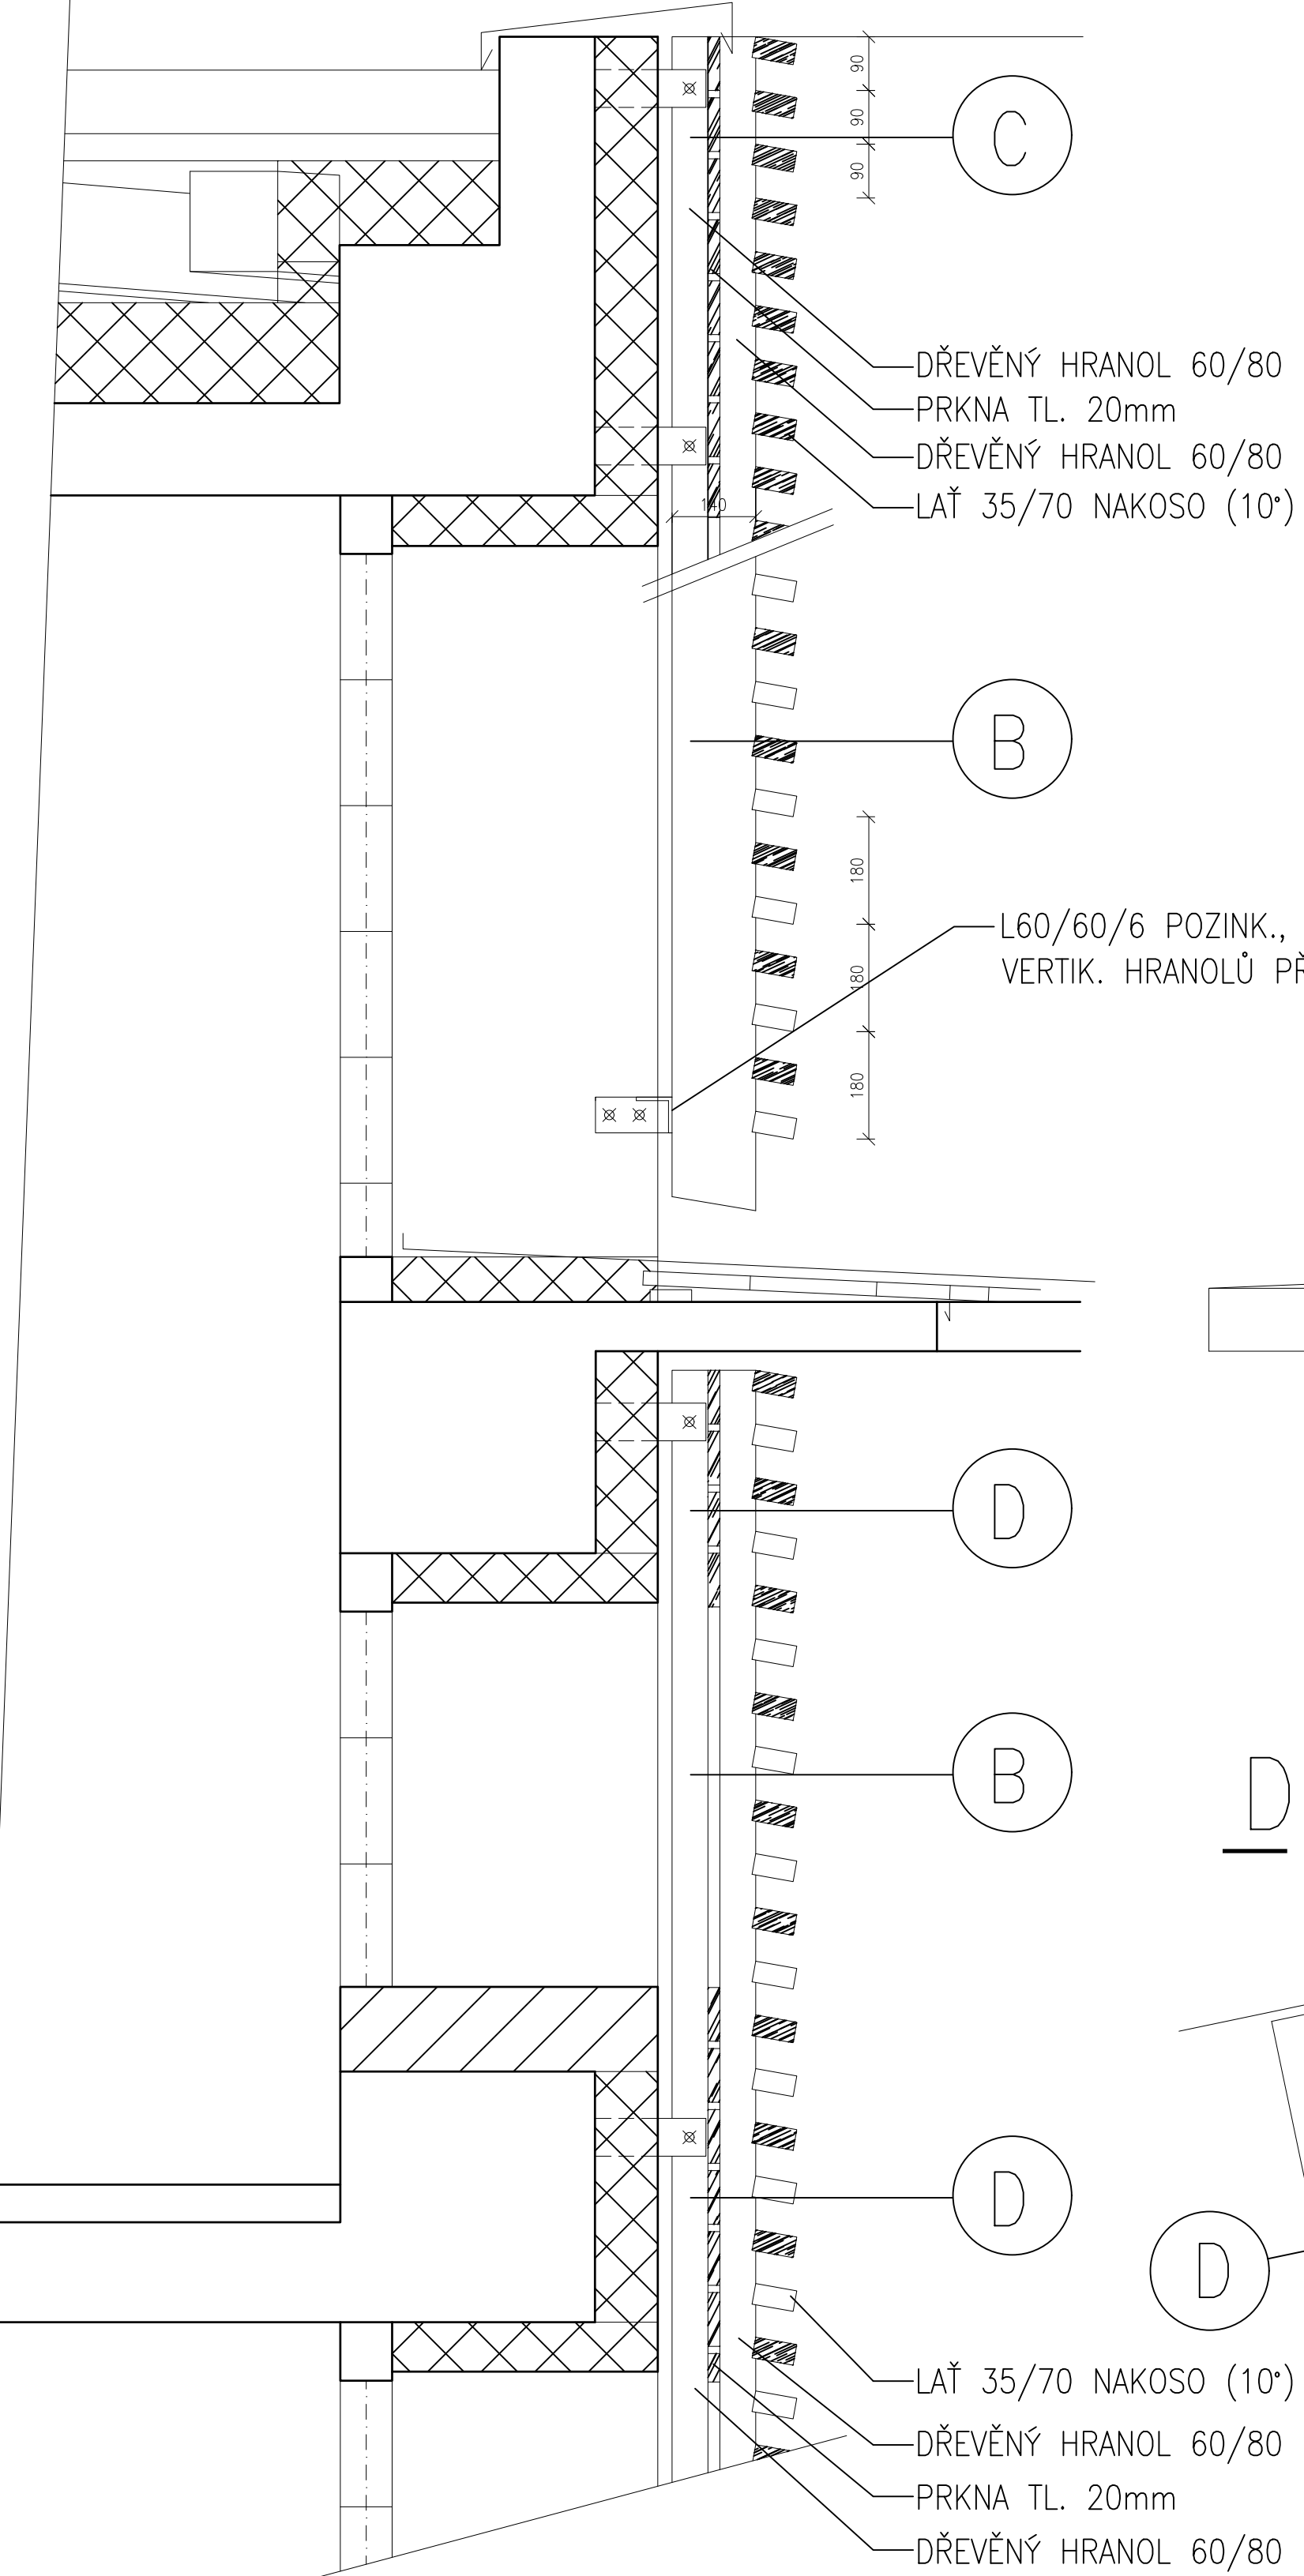 90
C
90
90
DŘEVĚNÝ HRANOL 60/80
PRKNA TL. 20mm
DŘEVĚNÝ HRANOL 60/80
LAŤ 35/70 NAKOSO (10°)
140
B
180
L60/60/6 POZINK.,
VERTIK. HRANOLŮ
180
180
D
B
D
D
D
LAŤ 35/70 NAKOSO (10°)
DŘEVĚNÝ HRANOL 60/80
PRKNA TL. 20mm
DŘEVĚNÝ HRANOL 60/80